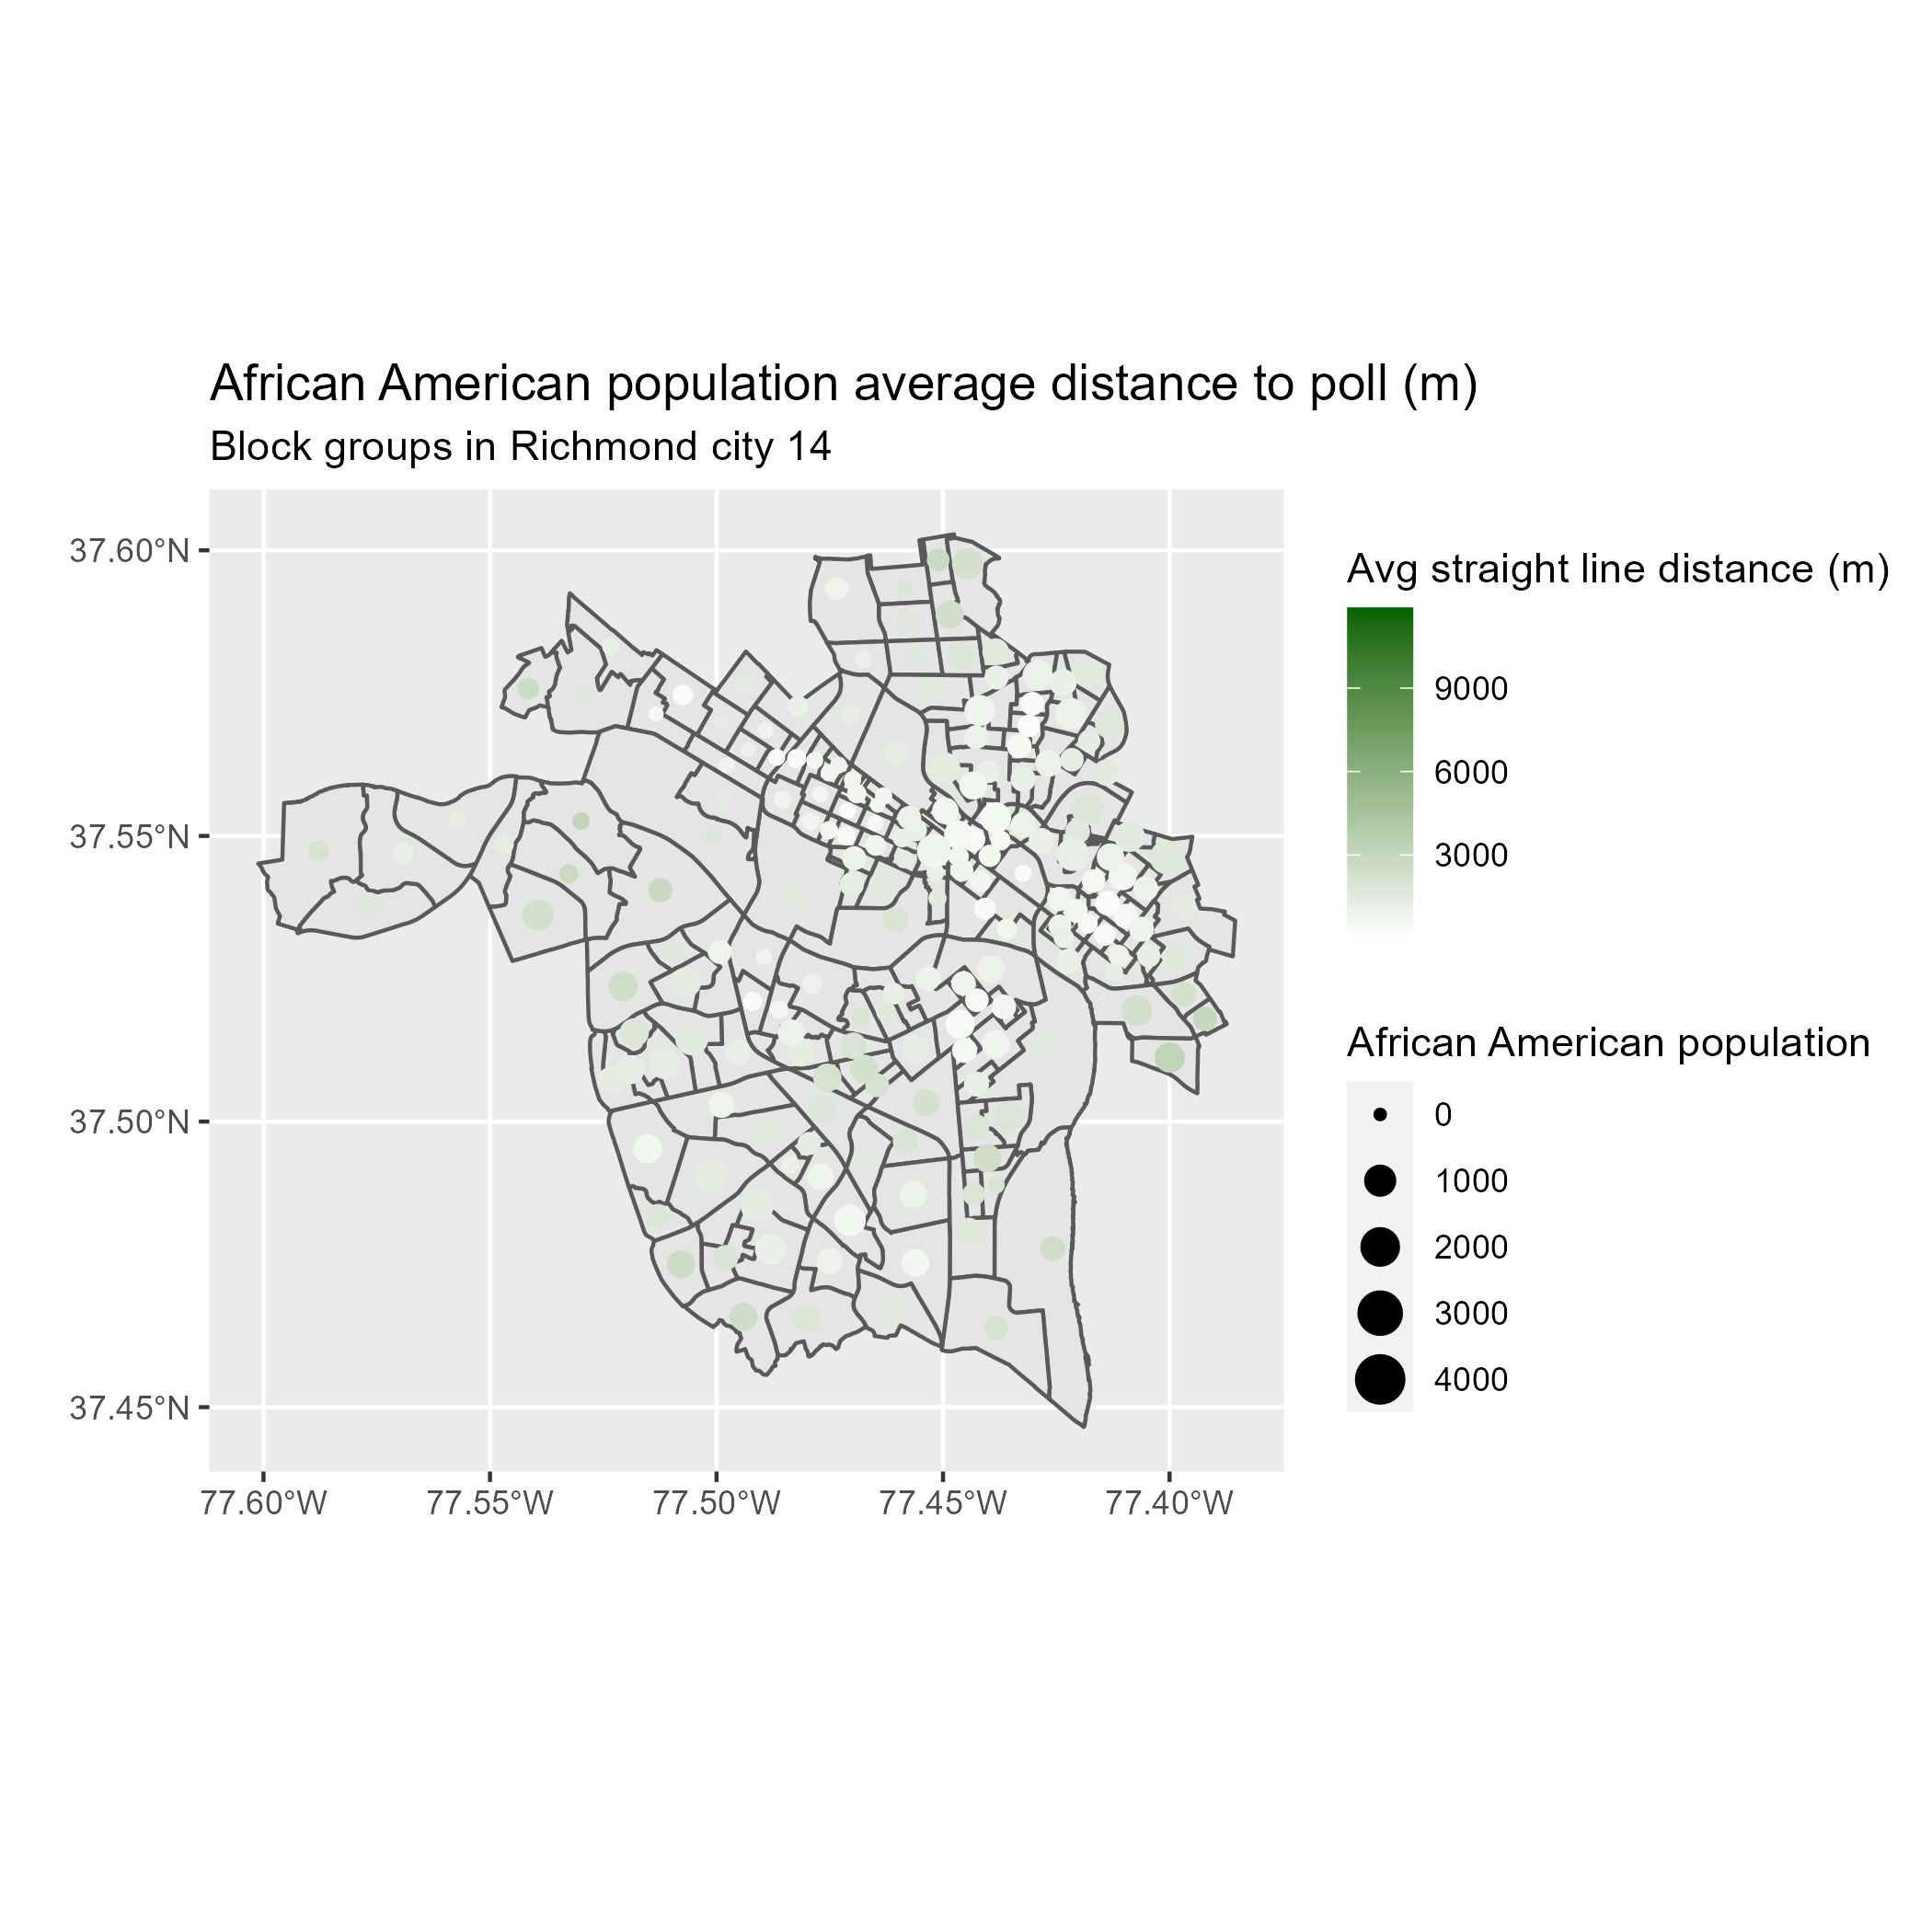 African American population average distance to poll (m)
Block groups in Richmond city 14
37.60°N
37.55°N
37.50°N
37.45°N
77.60°W
77.55°W
77.50°W
77.45°W
77.40°W
Avg straight line distance (m)
9000
6000
3000
African American population
0
1000
2000
3000
4000